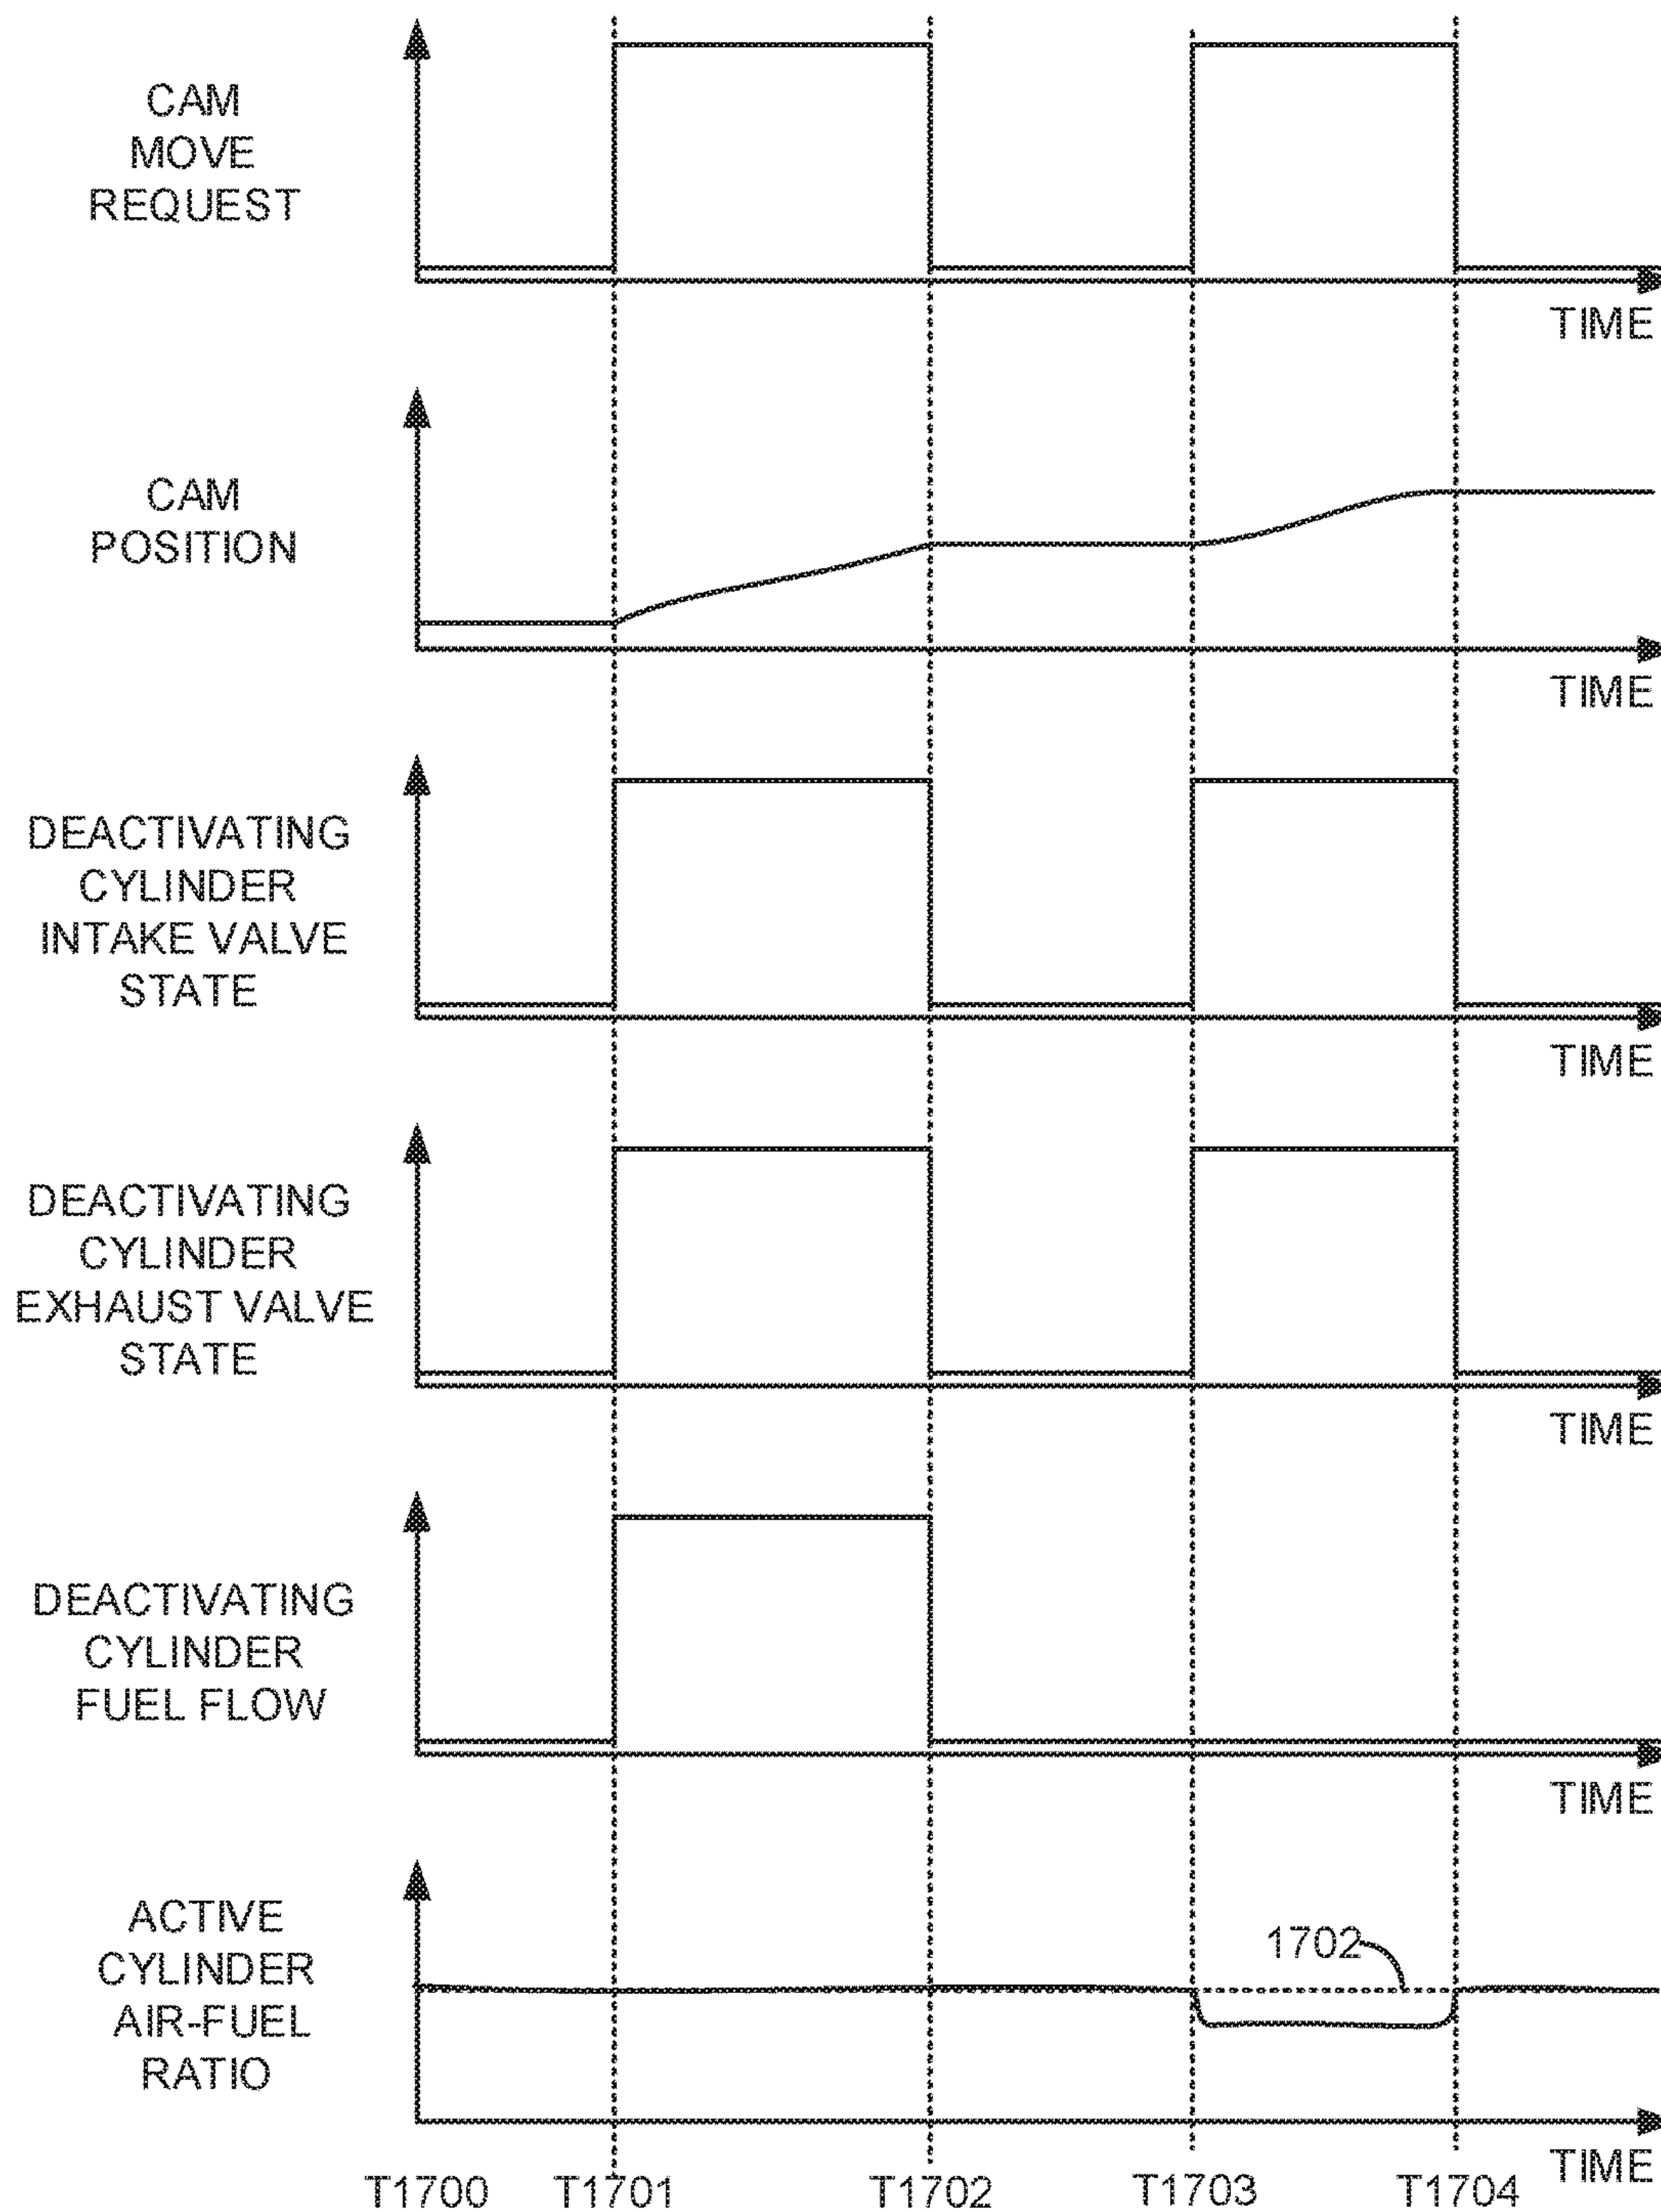 CAM
MOVE
REQUEST
TIME
CAM
POSITION
TIME
DEACTIVATING
CYLINDER
INTAKE VALVE
STATE
TIME
DEACTIVATING
CYLINDER
EXHAUST VALVE
STATE
TIME
DEACTIVATING
CYLINDER
FUEL FLOW
TIME
ACTIVE
CYLINDER
AIR-FUEL
RATIO
1702
TIME
T1700 T1701 T1702 T1703 T1704